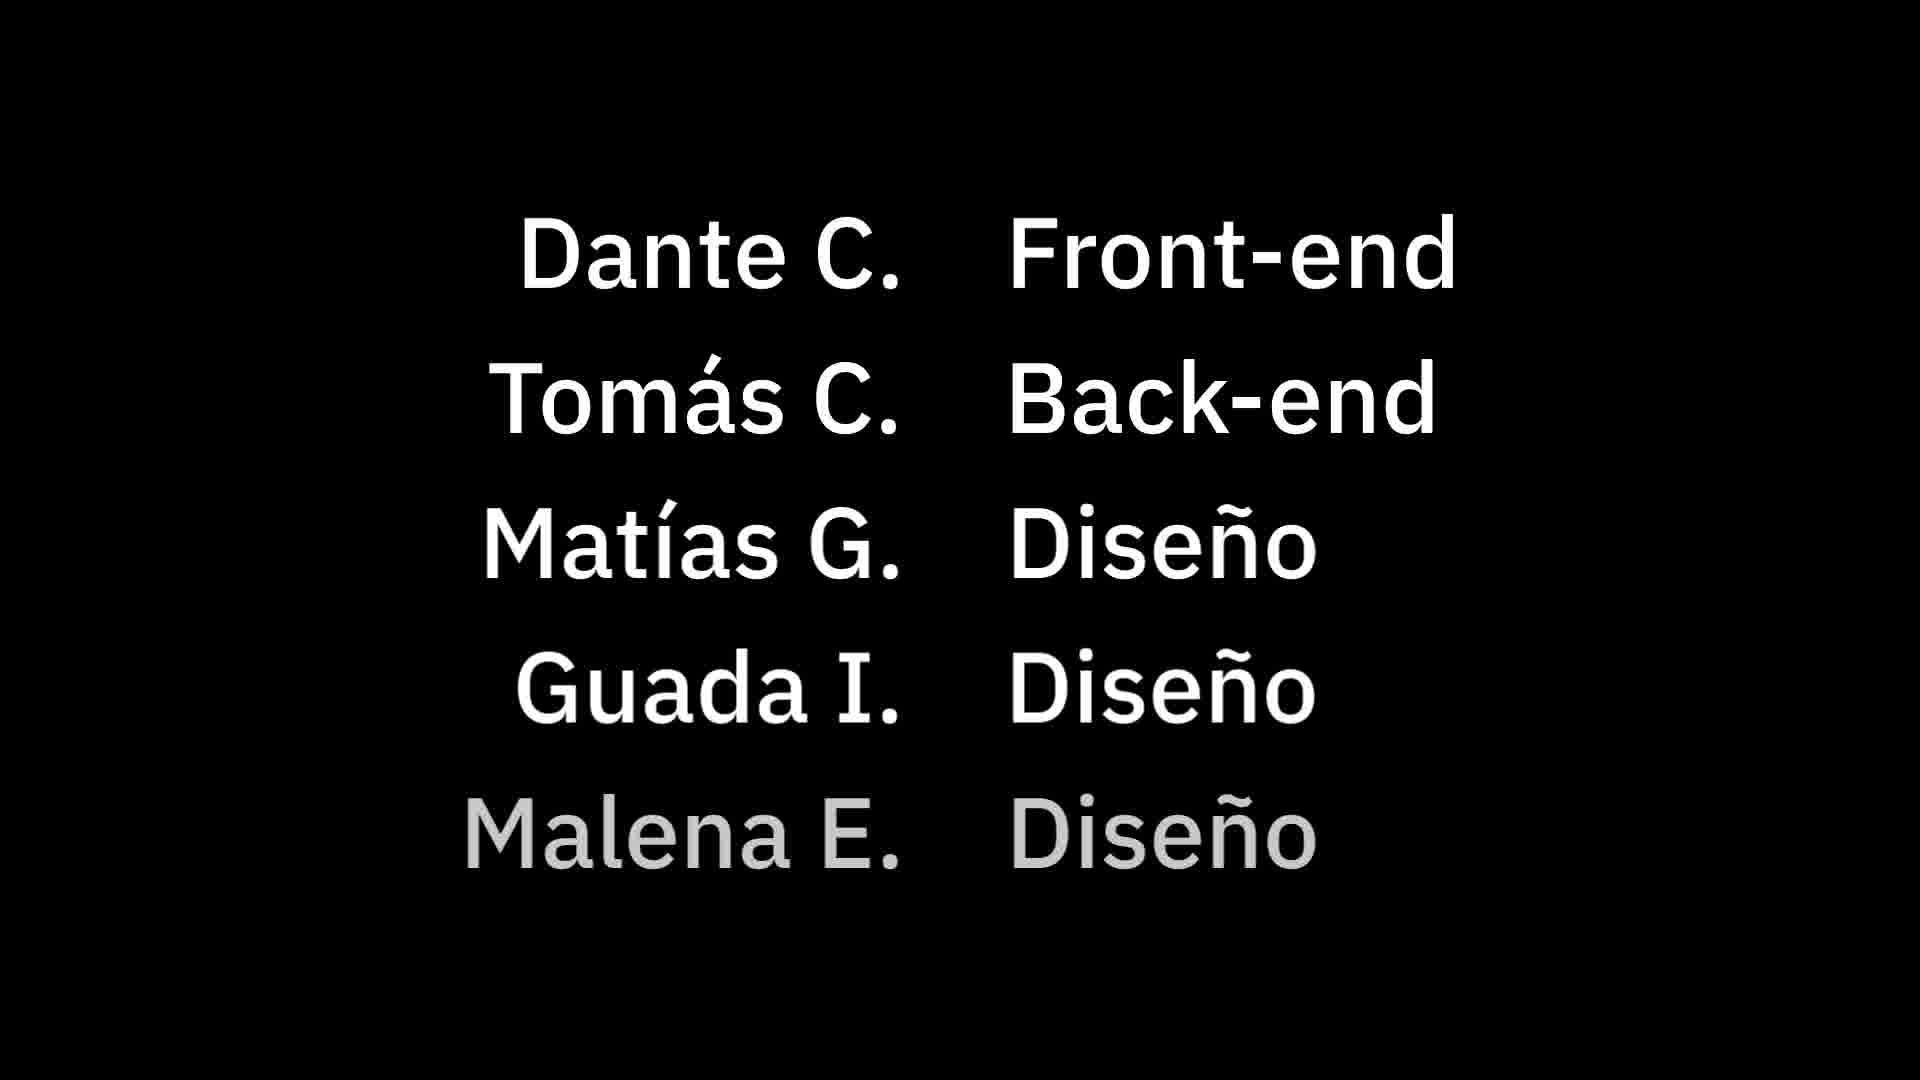 Dante C. Front-end
Tomás C. Back-end
Matías G. Diseño
Guada I. Diseño
Malena E. Diseño